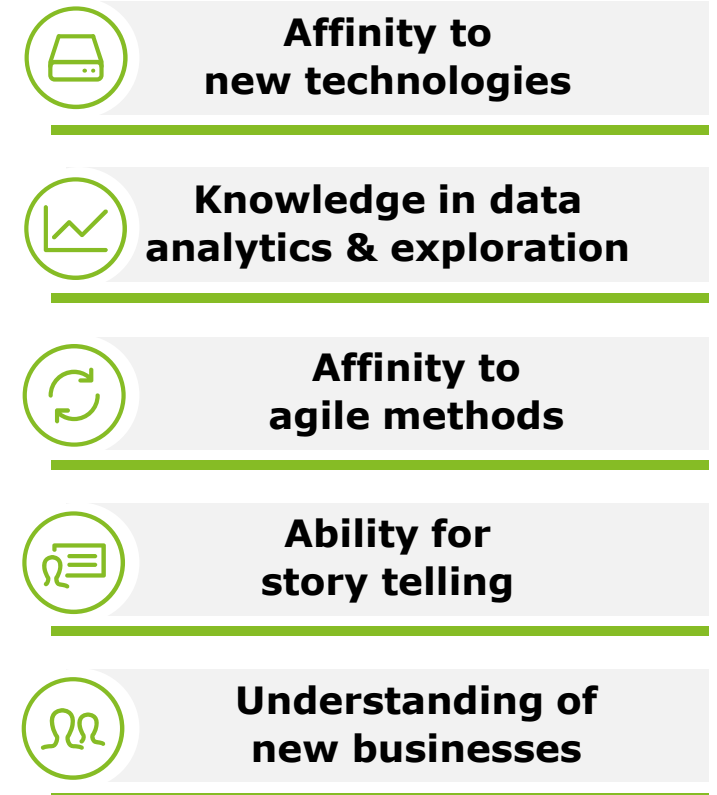 Affinity to
new technologies
Knowledge in data
analytics & exploration
Affinity to
agile methods
Ability for
story telling
Understanding of
new businesses